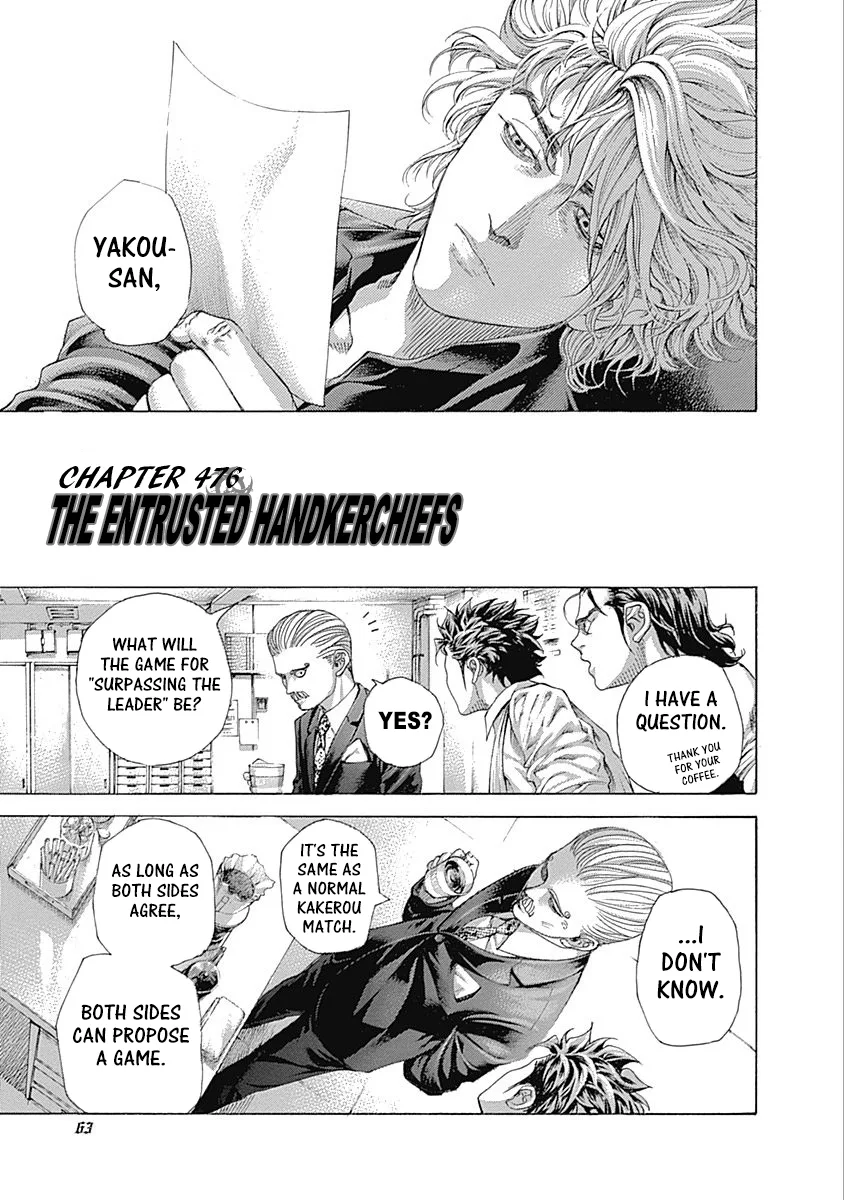 YAKOU-
SAN,
CHAPTER 476
THE ENTRUSTED HANDKERCHIEFS
I HAVE A
QUESTION.
THANK YOU
FOR YOUR
COFFEE.
YES?
WHAT WILL
THE GAME FOR
"SURPASSING THE
LEADER" BE?
...I
DON'T
KNOW.
IT'S THE
SAME AS
A NORMAL
KAKEROU
MATCH.
AS LONG AS
BOTH SIDES
AGREE,
BOTH SIDES
CAN PROPOSE
A GAME.
63